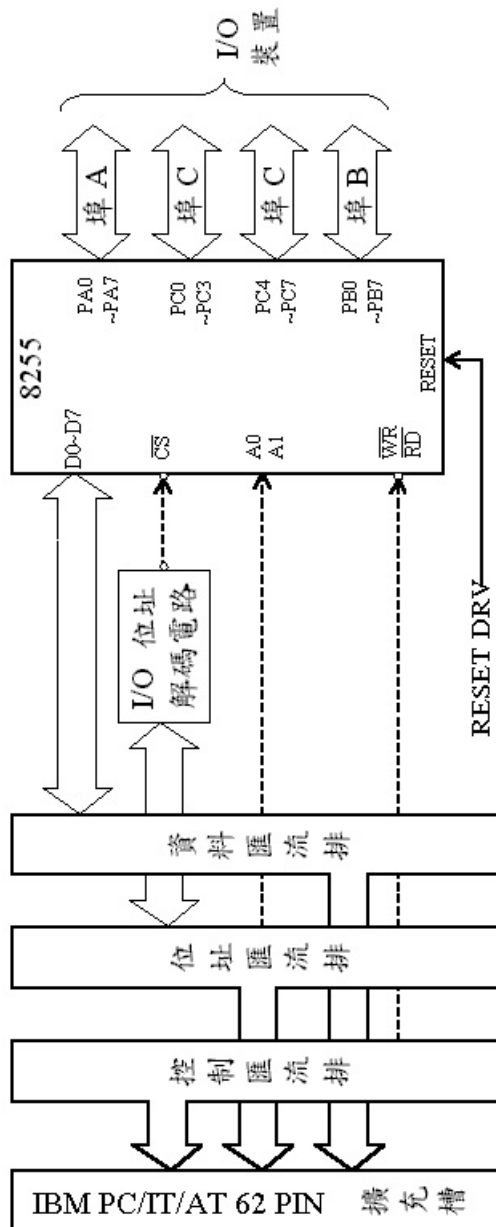 IBM PC/IT/AT 62 PIN 擴充槽
控制匯流排
位址匯流排
資料匯流排
I/O 位址
解碼電路
RESET DRV
8255
D0~D7
CS
A0
A1
WR
RD
RESET
PA0
~PA7
PC0
~PC3
PC4
~PC7
PB0
~PB7
埠 A
埠 C
埠 C
埠 B
I/O
裝置